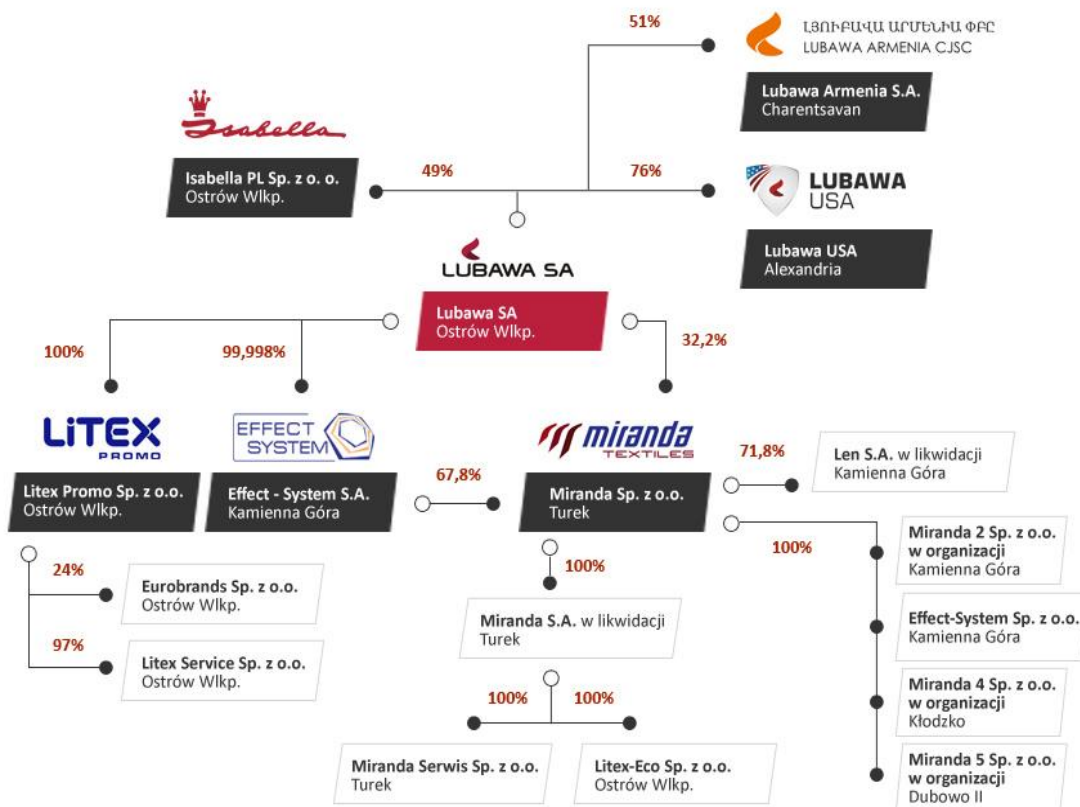 51%
ԼՅՈՒԲԱՎԱ ԱՐՄԵՆԻԱ ՓԲԸ
LUBAWA ARMENIA CJSC
Lubawa Armenia S.A.
Charentsavan
Isabella
Isabella PL Sp. z o. o.
Ostrów Wlkp.
49%
76%
LUBAWA
USA
Lubawa USA
Alexandria
LUBAWA SA
Lubawa SA
Ostrów Wlkp.
100%
99,998%
32,2%
LiTEX
PROMO
EFFECT
SYSTEM
miranda
TEXTILES
Litex Promo Sp. z o.o.
Ostrów Wlkp.
Effect - System S.A.
Kamienna Góra
67,8%
Miranda Sp. z o.o.
Turek
71,8%
Len S.A. w likwidacji
Kamienna Góra
24%
Eurobrands Sp. z o.o.
Ostrów Wlkp.
97%
Litex Service Sp. z o.o.
Ostrów Wlkp.
100%
Miranda S.A. w likwidacji
Turek
100%
100%
Miranda Serwis Sp. z o.o.
Turek
Litex-Eco Sp. z o.o.
Ostrów Wlkp.
100%
Miranda 2 Sp. z o.o.
w organizacji
Kamienna Góra
Effect-System Sp. z o.o.
Kamienna Góra
Miranda 4 Sp. z o.o.
w organizacji
Kłodzko
Miranda 5 Sp. z o.o.
w organizacji
Dubowo II